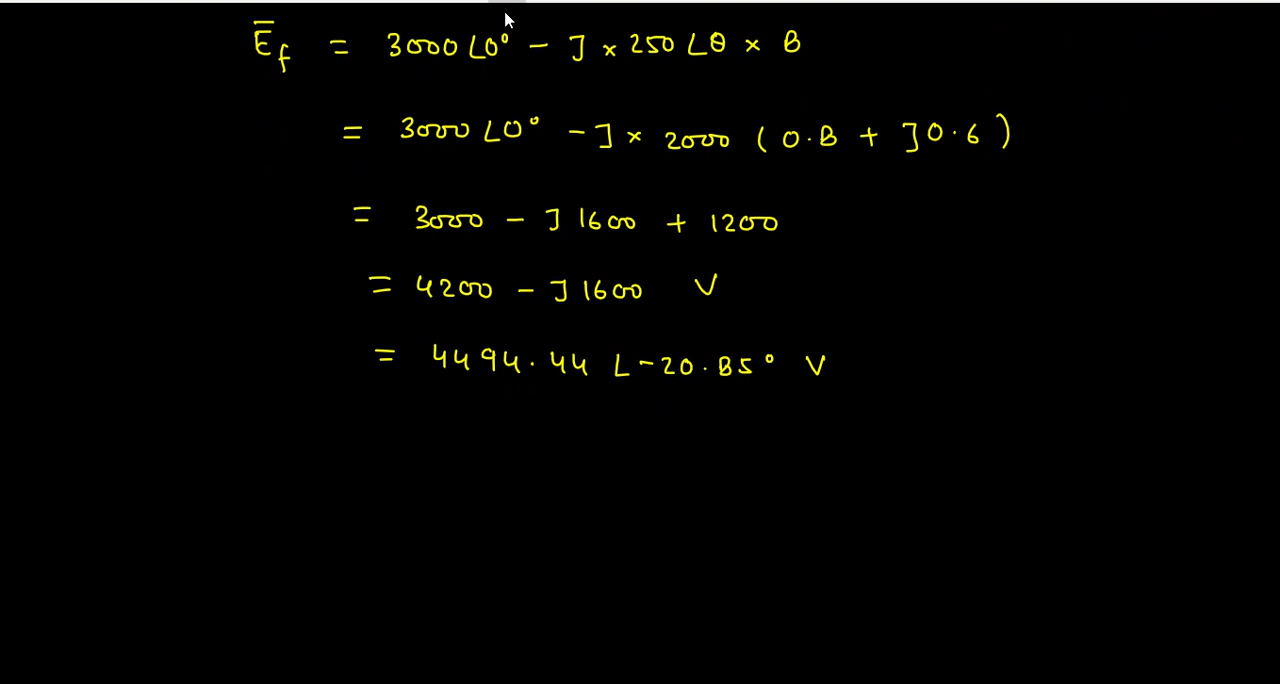 E̅f = 3000 ∠0° - J × 250 ∠θ × 8
= 3000 ∠0° - J × 2000 ( 0.8 + J0.6 )
= 3000 - J1600 + 1200
= 4200 - J1600 V
= 4494.44 ∠-20.85° V